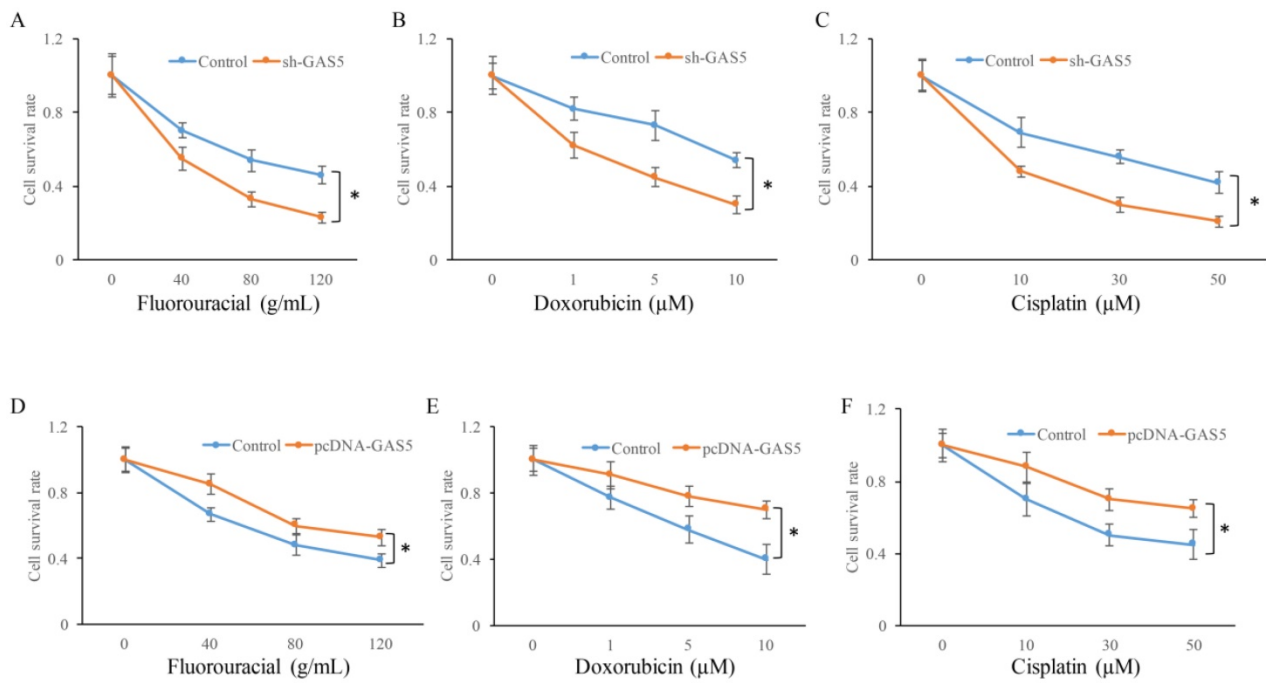 A
1.2
0.8
0.4
0
Cell survival rate
Control sh-GAS5
*
0 40 80 120
Fluorouracial (g/mL)
B
1.2
0.8
0.4
0
Cell survival rate
Control sh-GAS5
*
0 1 5 10
Doxorubicin (μM)
C
1.2
0.8
0.4
0
Cell survival rate
Control sh-GAS5
*
0 10 30 50
Cisplatin (μM)
D
1.2
0.8
0.4
0
Cell survival rate
Control pcDNA-GAS5
*
0 40 80 120
Fluorouracial (g/mL)
E
1.2
0.8
0.4
0
Cell survival rate
Control pcDNA-GAS5
*
0 1 5 10
Doxorubicin (μM)
F
1.2
0.8
0.4
0
Cell survival rate
Control pcDNA-GAS5
*
0 10 30 50
Cisplatin (μM)